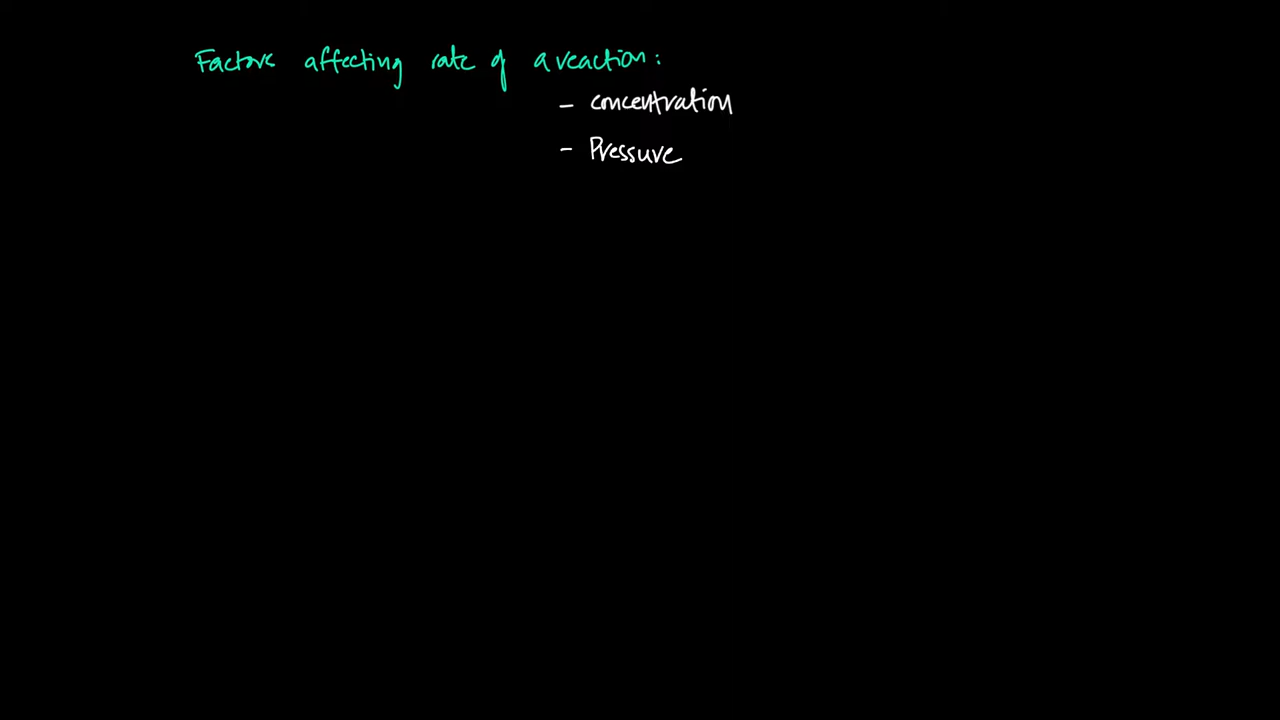 Factors affecting rate of a reaction:
- concentration
- Pressure